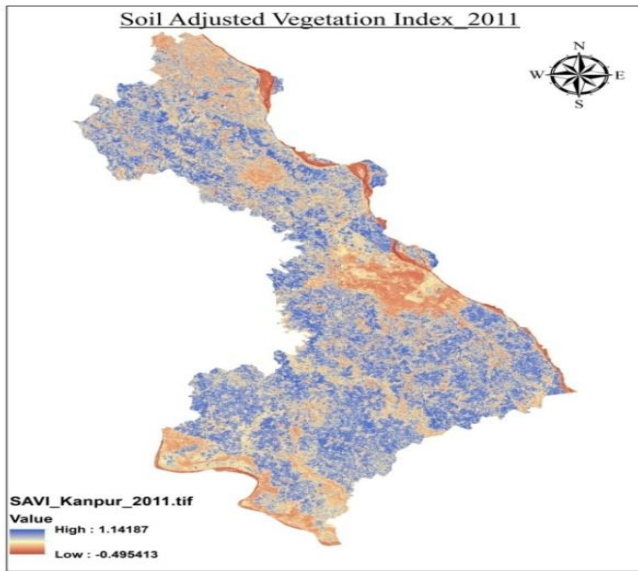 Soil Adjusted Vegetation Index_2011
N
W E
S
SAVI_Kanpur_2011.tif
Value
High : 1.14187
Low : -0.495413